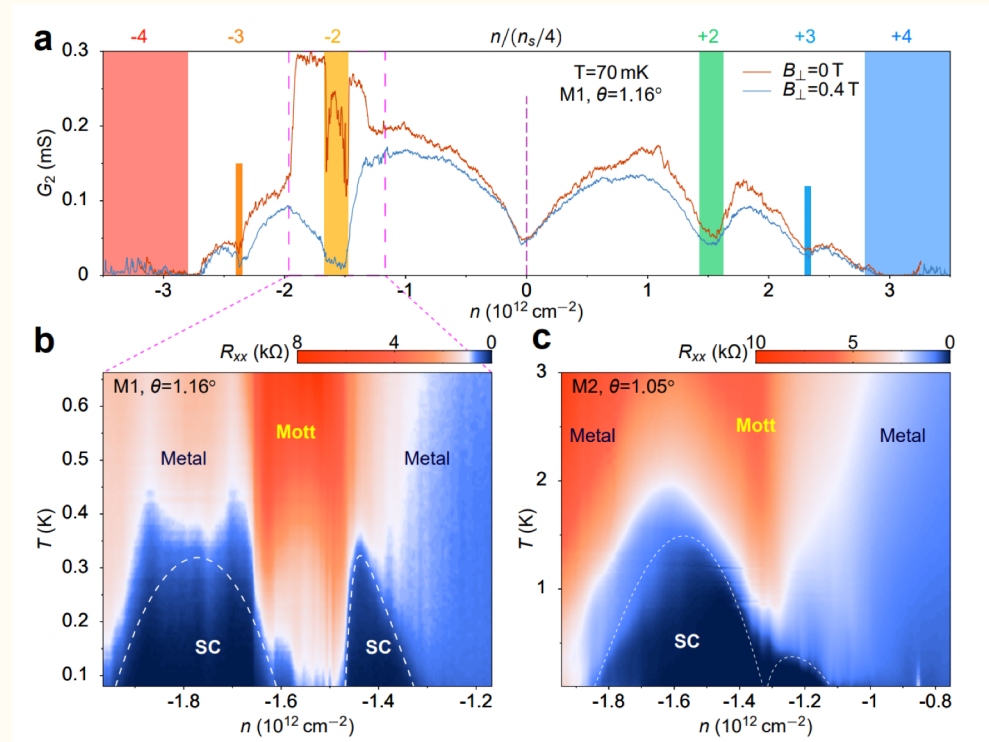 a
-4 -3 -2 n/(nₛ/4) +2 +3 +4
0.3
0.2
0.1
0
G₂ (mS)
T=70 mK
M1, θ=1.16°
B⊥=0 T
B⊥=0.4 T
-3 -2 -1 0 1 2 3
n (10¹² cm⁻²)
b
Rₓₓ (kΩ) 8 4 0
M1, θ=1.16°
Mott
Metal
Metal
SC
SC
0.6
0.5
0.4
0.3
0.2
0.1
T (K)
-1.8 -1.6 -1.4 -1.2
n (10¹² cm⁻²)
c
Rₓₓ (kΩ) 10 5 0
M2, θ=1.05°
Metal
Mott
Metal
SC
3
2
1
T (K)
-1.8 -1.6 -1.4 -1.2 -1 -0.8
n (10¹² cm⁻²)